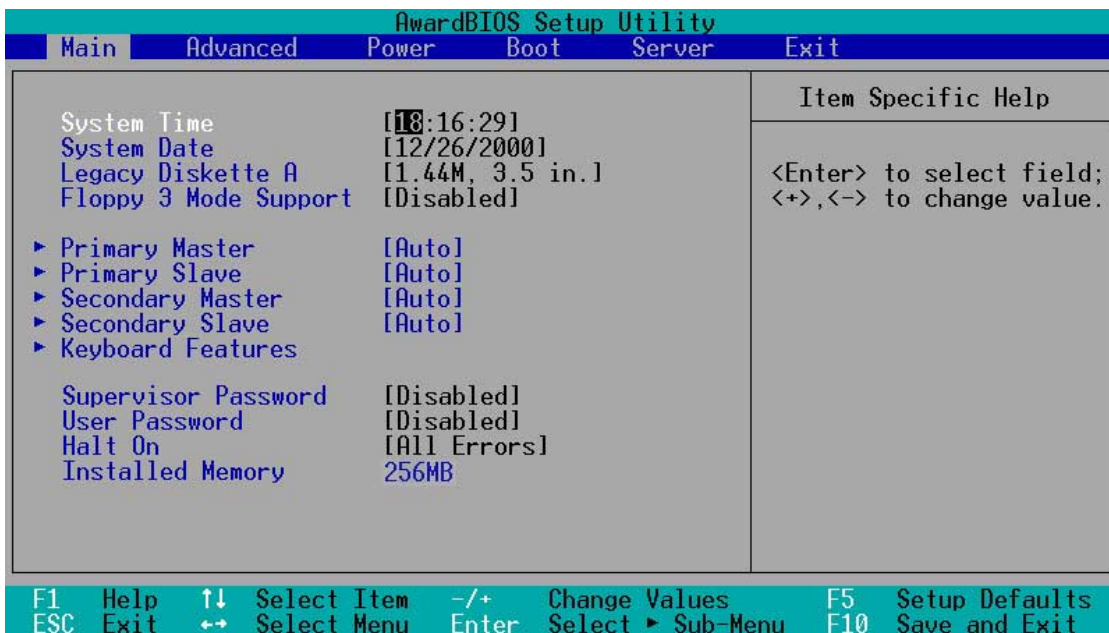 AwardBIOS Setup Utility
Main Advanced Power Boot Server Exit
Item Specific Help
System Time [18:16:29]
System Date [12/26/2000]
Legacy Diskette A [1.44M, 3.5 in.]
Floppy 3 Mode Support [Disabled]
<Enter> to select field;
<+>,<-> to change value.
► Primary Master [Auto]
► Primary Slave [Auto]
► Secondary Master [Auto]
► Secondary Slave [Auto]
► Keyboard Features
Supervisor Password [Disabled]
User Password [Disabled]
Halt On [All Errors]
Installed Memory 256MB
F1 Help ↑↓ Select Item -/+ Change Values F5 Setup Defaults
ESC Exit ←→ Select Menu Enter Select ► Sub-Menu F10 Save and Exit